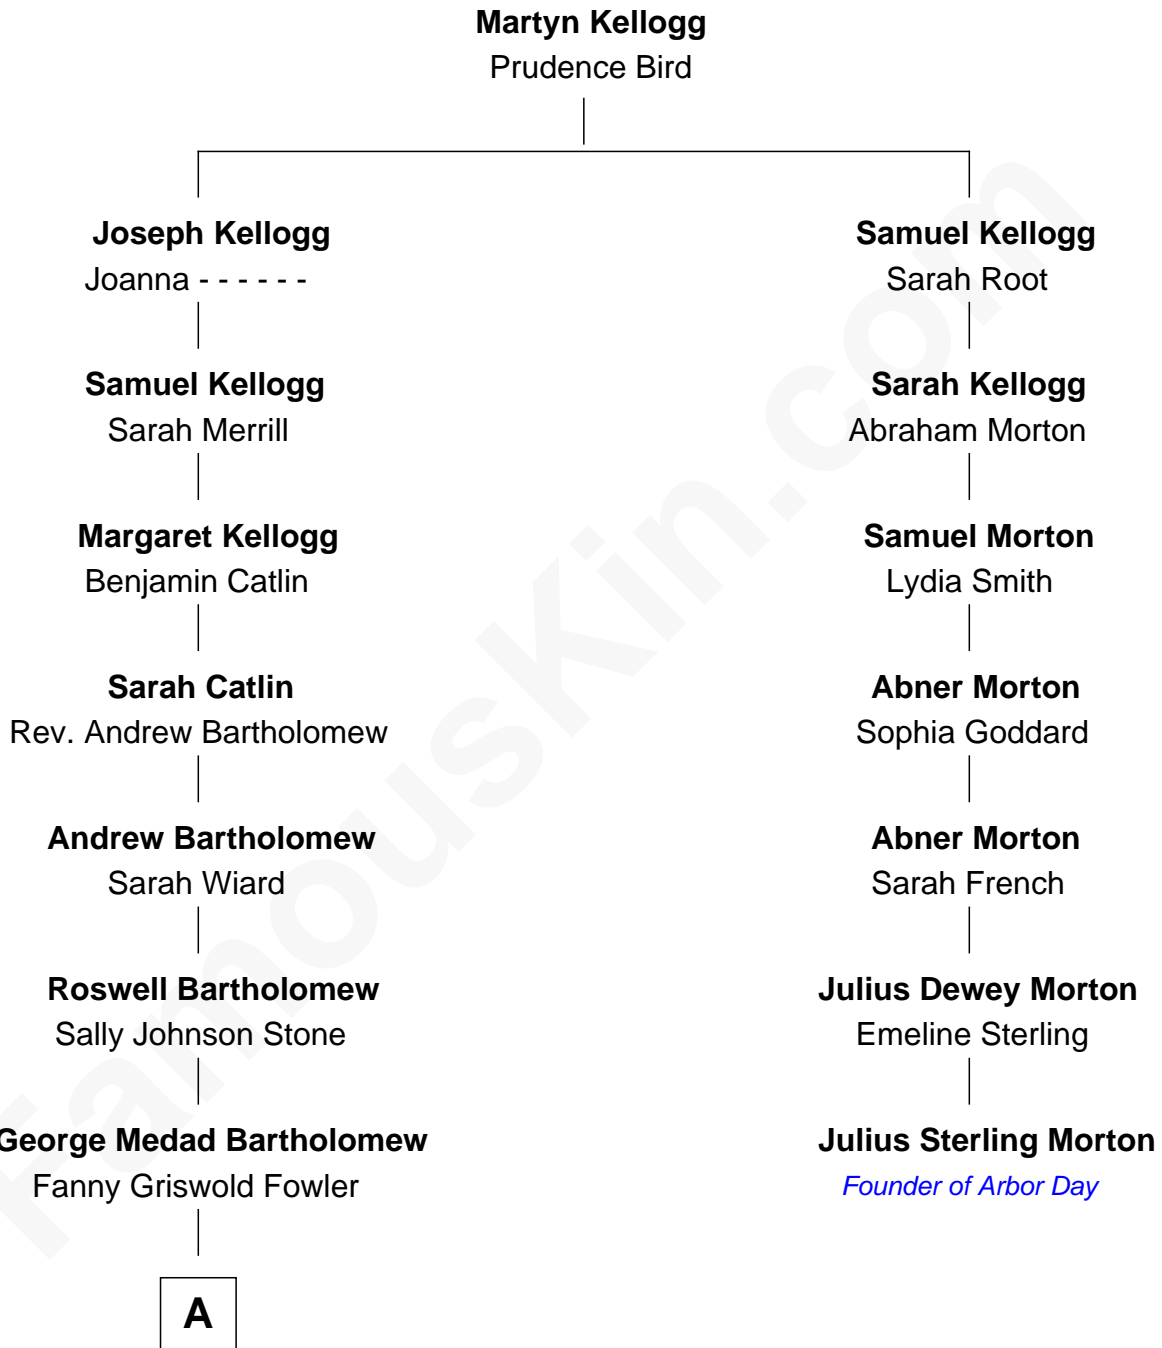 Martyn Kellogg
Prudence Bird
Joseph Kellogg
Joanna - - - - - -
Samuel Kellogg
Sarah Root
Samuel Kellogg
Sarah Merrill
Sarah Kellogg
Abraham Morton
Margaret Kellogg
Benjamin Catlin
Samuel Morton
Lydia Smith
Sarah Catlin
Rev. Andrew Bartholomew
Abner Morton
Sophia Goddard
Andrew Bartholomew
Sarah Wiard
Abner Morton
Sarah French
Roswell Bartholomew
Sally Johnson Stone
Julius Dewey Morton
Emeline Sterling
George Medad Bartholomew
Fanny Griswold Fowler
Julius Sterling Morton
Founder of Arbor Day
A
FamousKin.com